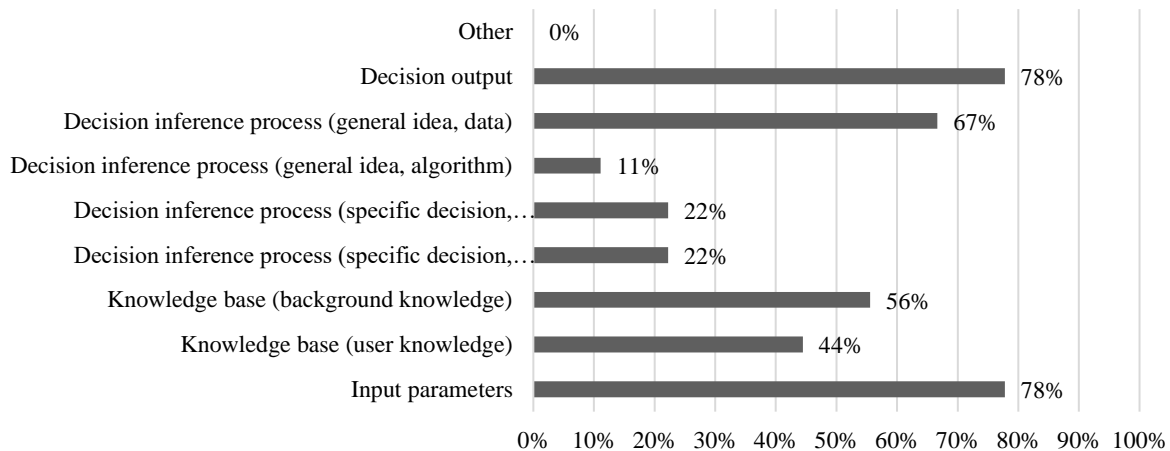 Other 0%
Decision output 78%
Decision inference process (general idea, data) 67%
Decision inference process (general idea, algorithm) 11%
Decision inference process (specific decision,… 22%
Decision inference process (specific decision,… 22%
Knowledge base (background knowledge) 56%
Knowledge base (user knowledge) 44%
Input parameters 78%
0% 10% 20% 30% 40% 50% 60% 70% 80% 90% 100%